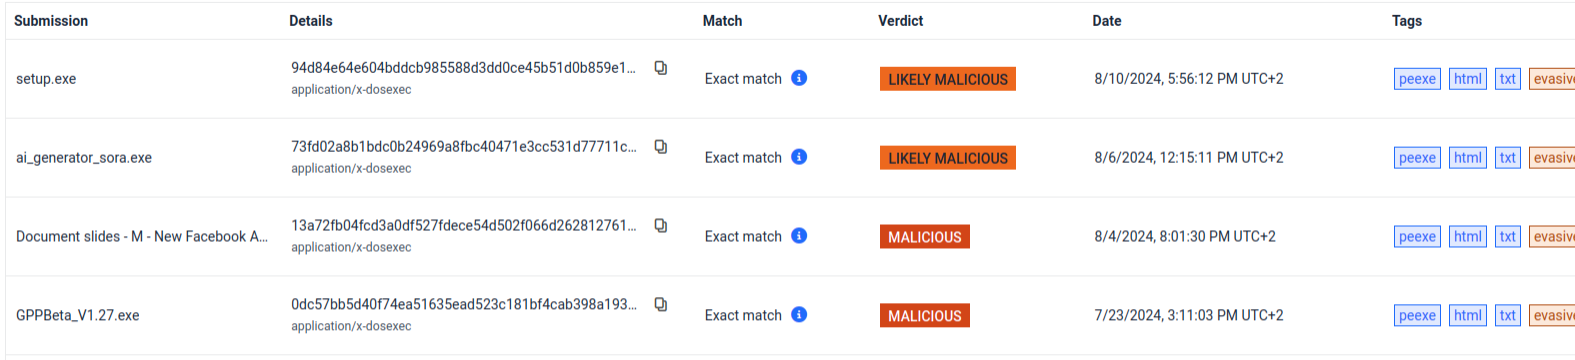 Submission Details Match Verdict Date Tags
setup.exe 94d84e64e604bddcb985588d3dd0ce45b51d0b859e1... Exact match LIKELY MALICIOUS 8/10/2024, 5:56:12 PM UTC+2 peexe html txt evasive
application/x-dosexec
ai_generator_sora.exe 73fd02a8b1bdc0b24969a8fbc40471e3cc531d77711c... Exact match LIKELY MALICIOUS 8/6/2024, 12:15:11 PM UTC+2 peexe html txt evasive
application/x-dosexec
Document slides - M - New Facebook A... 13a72fb04fcd3a0df527fdece54d502f066d262812761... Exact match MALICIOUS 8/4/2024, 8:01:30 PM UTC+2 peexe html txt evasive
application/x-dosexec
GPPBeta_V1.27.exe 0dc57bb5d40f74ea51635ead523c181bf4cab398a193... Exact match MALICIOUS 7/23/2024, 3:11:03 PM UTC+2 peexe html txt evasive
application/x-dosexec